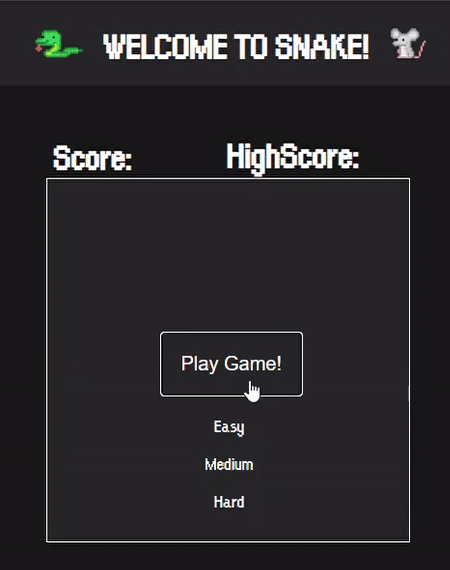 WELCOME TO SNAKE!
Score: HighScore:
Play Game!
Easy
Medium
Hard